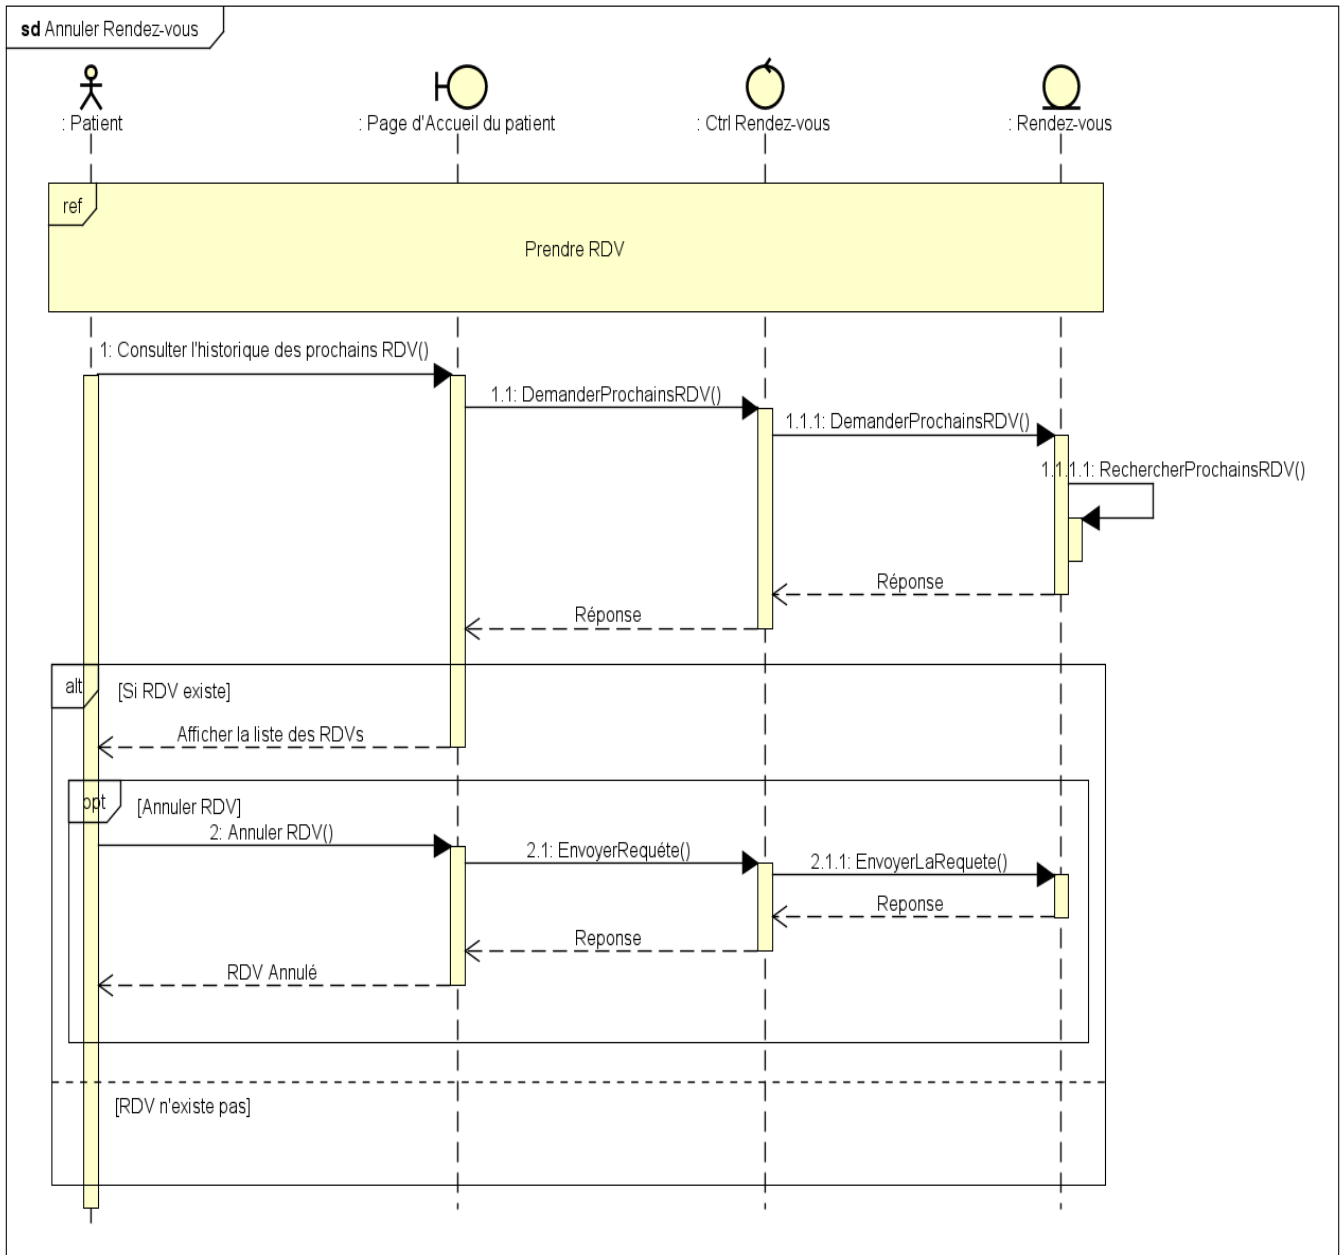 sd Annuler Rendez-vous
: Patient
: Page d'Accueil du patient
: Ctrl Rendez-vous
: Rendez-vous
ref
Prendre RDV
1: Consulter l'historique des prochains RDV()
1.1: DemanderProchainsRDV()
1.1.1: DemanderProchainsRDV()
1.1.1.1: RechercherProchainsRDV()
Réponse
Réponse
alt
[Si RDV existe]
Afficher la liste des RDVs
opt
[Annuler RDV]
2: Annuler RDV()
2.1: EnvoyerRequéte()
2.1.1: EnvoyerLaRequete()
Reponse
Reponse
RDV Annulé
[RDV n'existe pas]